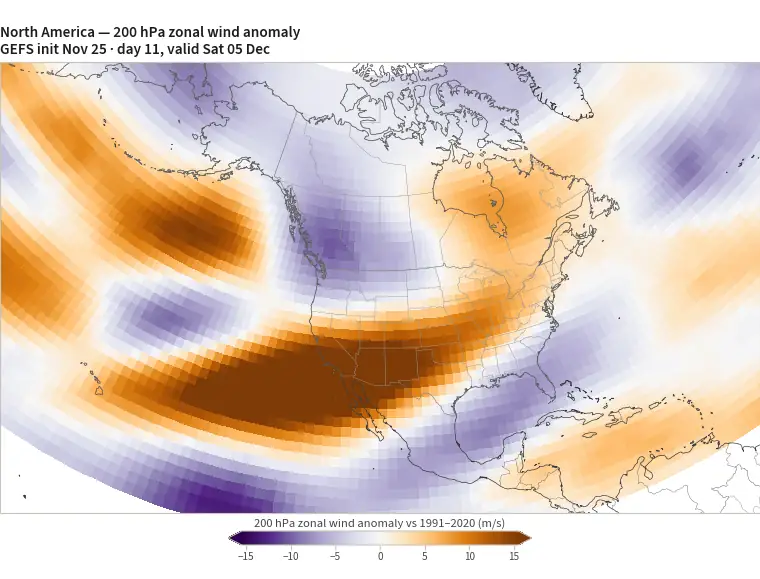 North America — 200 hPa zonal wind anomaly
GEFS init Nov 25 · day 11, valid Sat 05 Dec
200 hPa zonal wind anomaly vs 1991–2020 (m/s)
−15 −10 −5 0 5 10 15